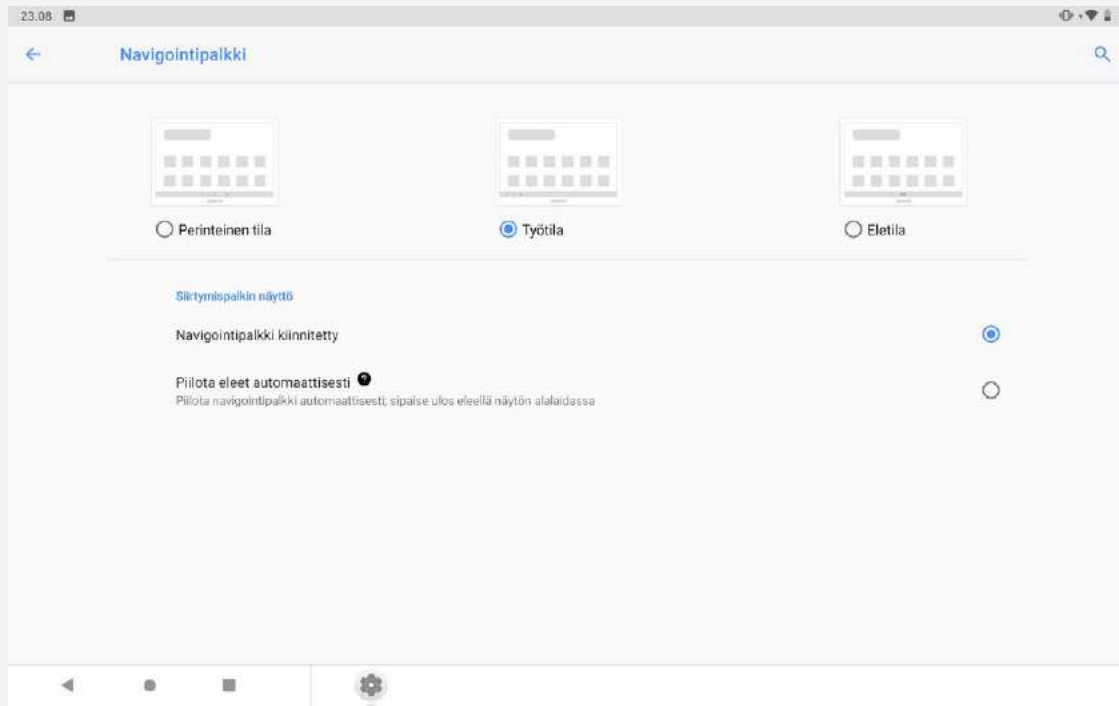 23.08
Navigointipalkki
Perinteinen tila
Työtila
Eletila
Siirtymispalkin näyttö
Navigointipalkki kiinnitetty
Piilota eleet automaattisesti ?
Piilota navigointipalkki automaattisesti; sipaise ulos eleellä näytön alalaidassa